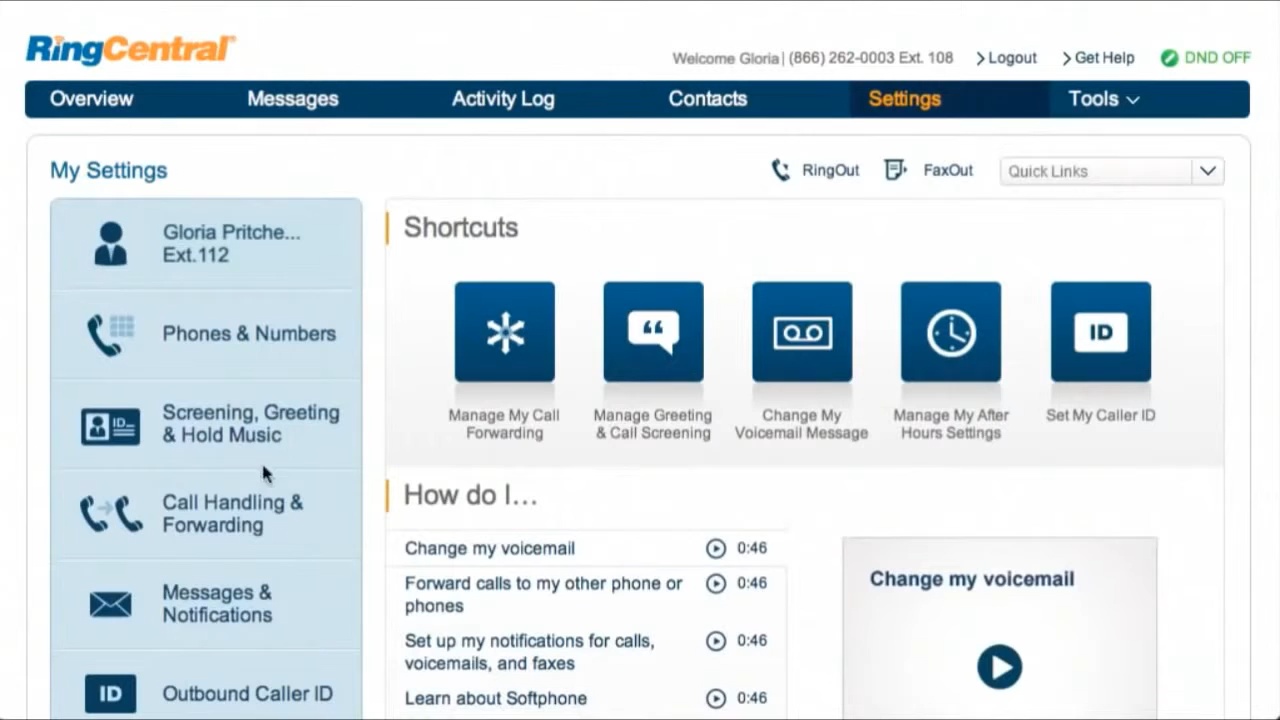 RingCentral
Welcome Gloria | (866) 262-0003 Ext. 108
Logout
Get Help
DND OFF
Overview
Messages
Activity Log
Contacts
Settings
Tools
My Settings
RingOut
FaxOut
Quick Links
Gloria Pritche...
Ext.112
Phones & Numbers
ID
Screening, Greeting
& Hold Music
Call Handling &
Forwarding
Messages &
Notifications
ID
Outbound Caller ID
Shortcuts
ID
Manage My Call
Forwarding
Manage Greeting
& Call Screening
Change My
Voicemail Message
Manage My After
Hours Settings
Set My Caller ID
How do I...
Change my voicemail
0:46
Forward calls to my other phone or
phones
0:46
Set up my notifications for calls,
voicemails, and faxes
0:46
Learn about Softphone
0:46
Change my voicemail